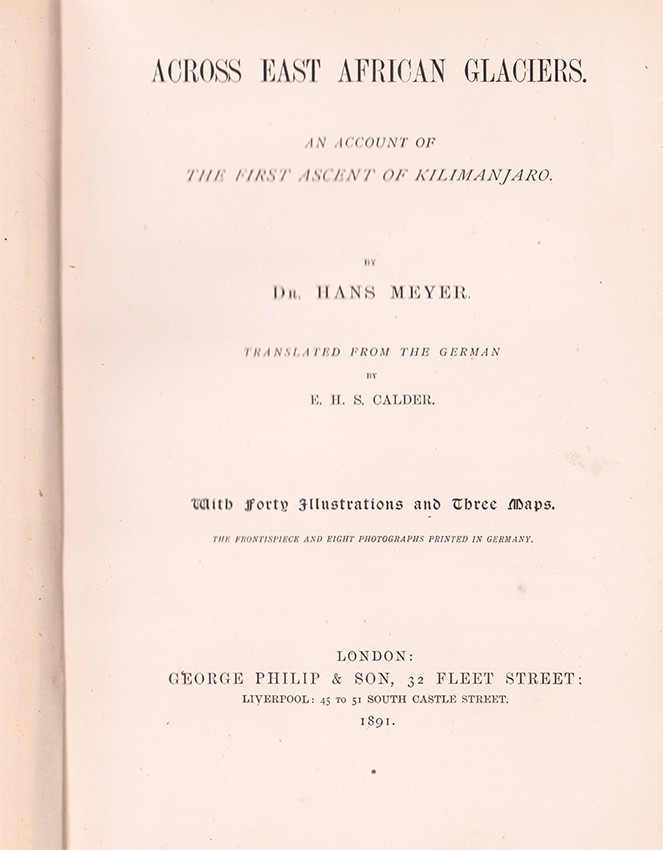 ACROSS EAST AFRICAN GLACIERS.
AN ACCOUNT OF
THE FIRST ASCENT OF KILIMANJARO.
BY
DR. HANS MEYER.
TRANSLATED FROM THE GERMAN
BY
E. H. S. CALDER.
With Forty Illustrations and Three Maps.
THE FRONTISPIECE AND EIGHT PHOTOGRAPHS PRINTED IN GERMANY.
LONDON:
GEORGE PHILIP & SON, 32 FLEET STREET;
LIVERPOOL: 45 TO 51 SOUTH CASTLE STREET.
1891.